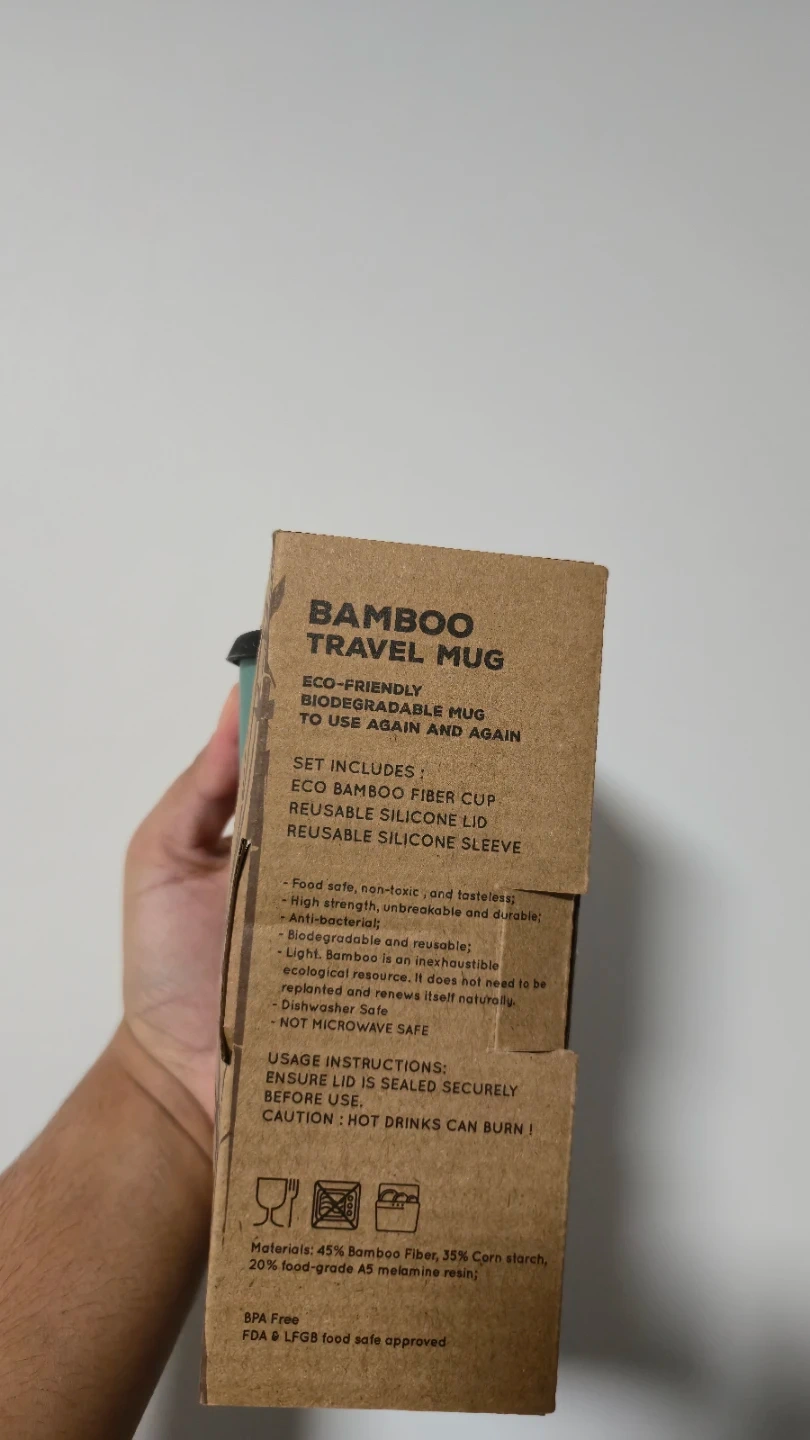 BAMBOO
TRAVEL MUG
ECO-FRIENDLY
BIODEGRADABLE MUG
TO USE AGAIN AND AGAIN
SET INCLUDES :
ECO BAMBOO FIBER CUP
REUSABLE SILICONE LID
REUSABLE SILICONE SLEEVE
- Food safe, non-toxic , and tasteless;
- High strength, unbreakable and durable;
- Anti-bacterial;
- Biodegradable and reusable;
- Light. Bamboo is an inexhaustible
ecological resource. It does not need to be
replanted and renews itself naturally.
- Dishwasher Safe
- NOT MICROWAVE SAFE
USAGE INSTRUCTIONS:
ENSURE LID IS SEALED SECURELY
BEFORE USE.
CAUTION : HOT DRINKS CAN BURN !
Materials: 45% Bamboo Fiber, 35% Corn starch,
20% food-grade A5 melamine resin;
BPA Free
FDA & LFGB food safe approved